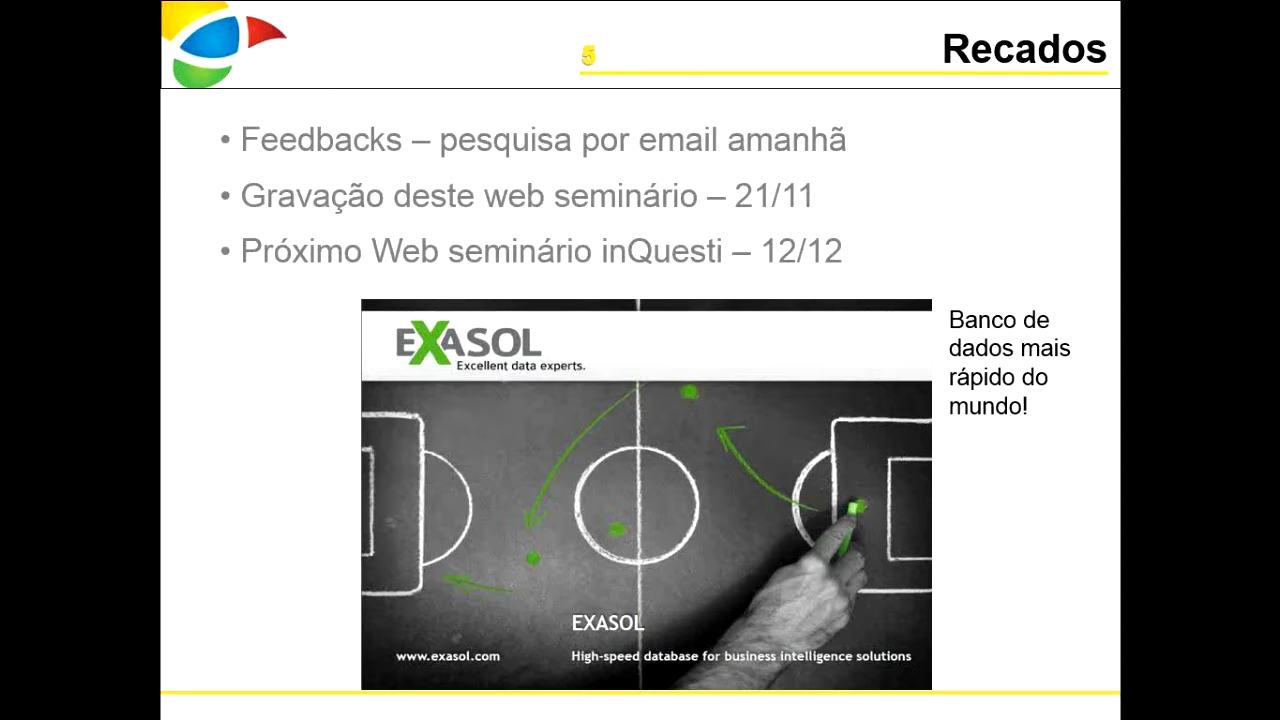 5
Recados
• Feedbacks – pesquisa por email amanhã
• Gravação deste web seminário – 21/11
• Próximo Web seminário inQuesti – 12/12
EXASOL
Excellent data experts.
Banco de
dados mais
rápido do
mundo!
EXASOL
www.exasol.com
High-speed database for business intelligence solutions